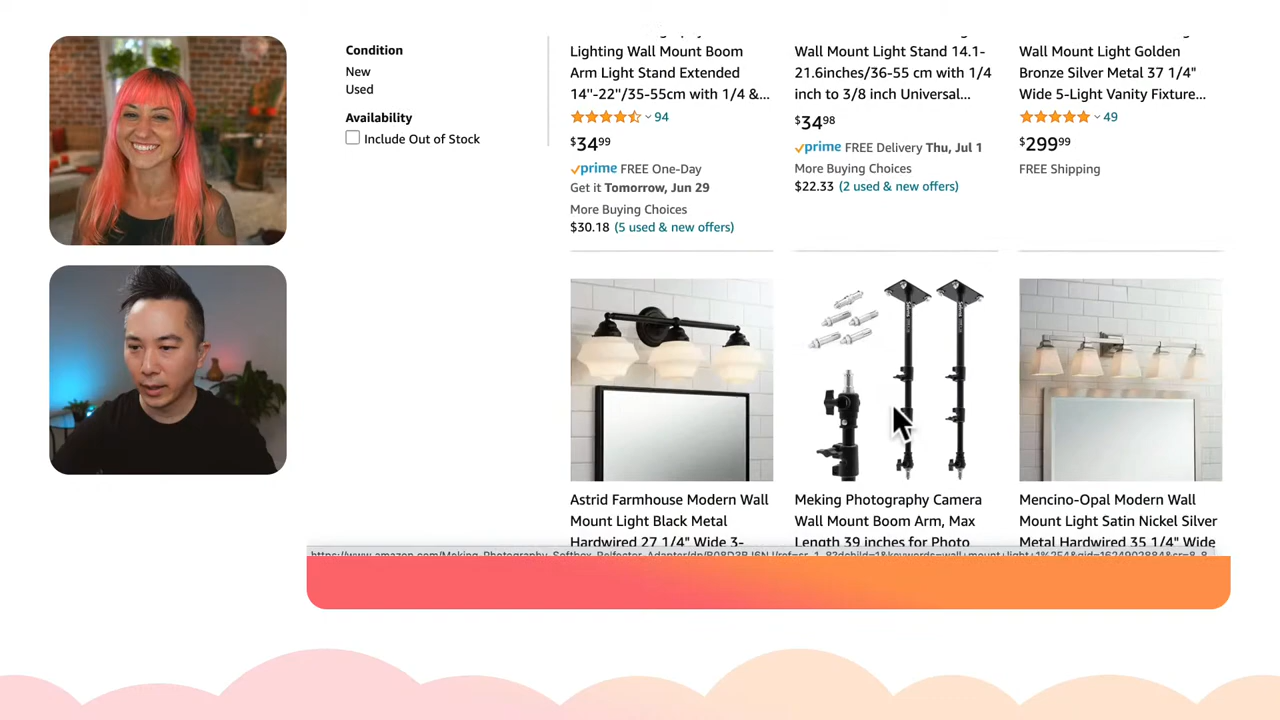 Condition
New
Used
Availability
Include Out of Stock
Lighting Wall Mount Boom
Arm Light Stand Extended
14''-22"/35-55cm with 1/4 &...
94
$34.99
prime FREE One-Day
Get it Tomorrow, Jun 29
More Buying Choices
$30.18 (5 used & new offers)
Wall Mount Light Stand 14.1-
21.6inches/36-55 cm with 1/4
inch to 3/8 inch Universal...
$34.98
prime FREE Delivery Thu, Jul 1
More Buying Choices
$22.33 (2 used & new offers)
Wall Mount Light Golden
Bronze Silver Metal 37 1/4"
Wide 5-Light Vanity Fixture...
49
$299.99
FREE Shipping
Astrid Farmhouse Modern Wall
Mount Light Black Metal
Hardwired 27 1/4" Wide 3-
Meking Photography Camera
Wall Mount Boom Arm, Max
Length 39 inches for Photo
Mencino-Opal Modern Wall
Mount Light Satin Nickel Silver
Metal Hardwired 35 1/4" Wide